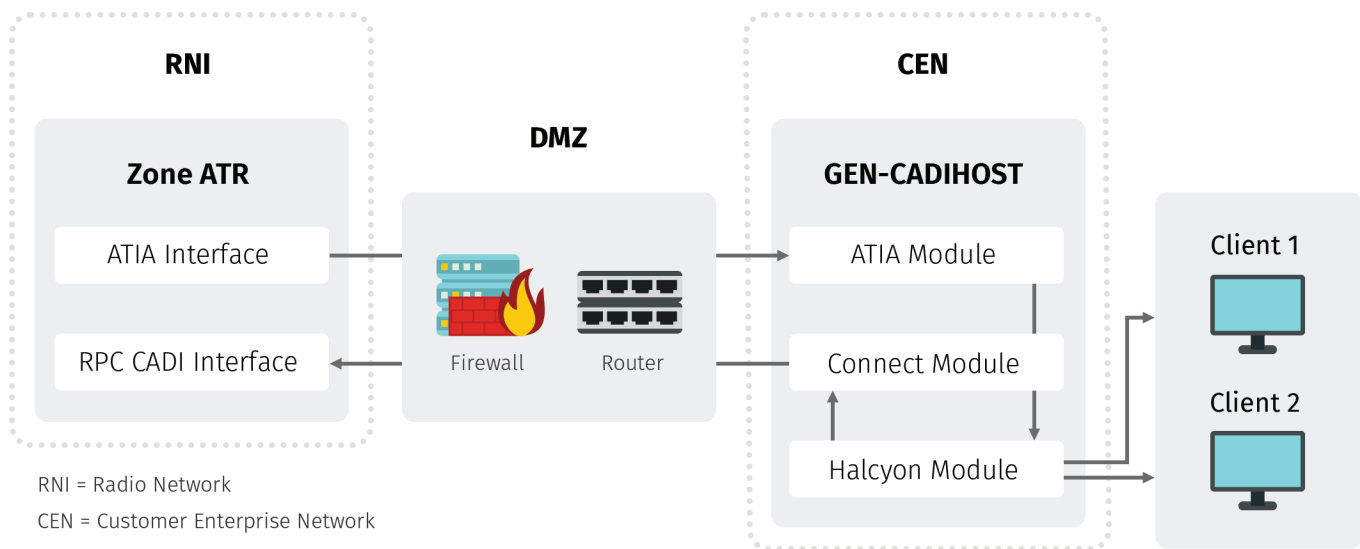 RNI
Zone ATR
ATIA Interface
RPC CADI Interface
DMZ
Firewall
Router
CEN
GEN-CADIHOST
ATIA Module
Connect Module
Halcyon Module
Client 1
Client 2
RNI = Radio Network
CEN = Customer Enterprise Network